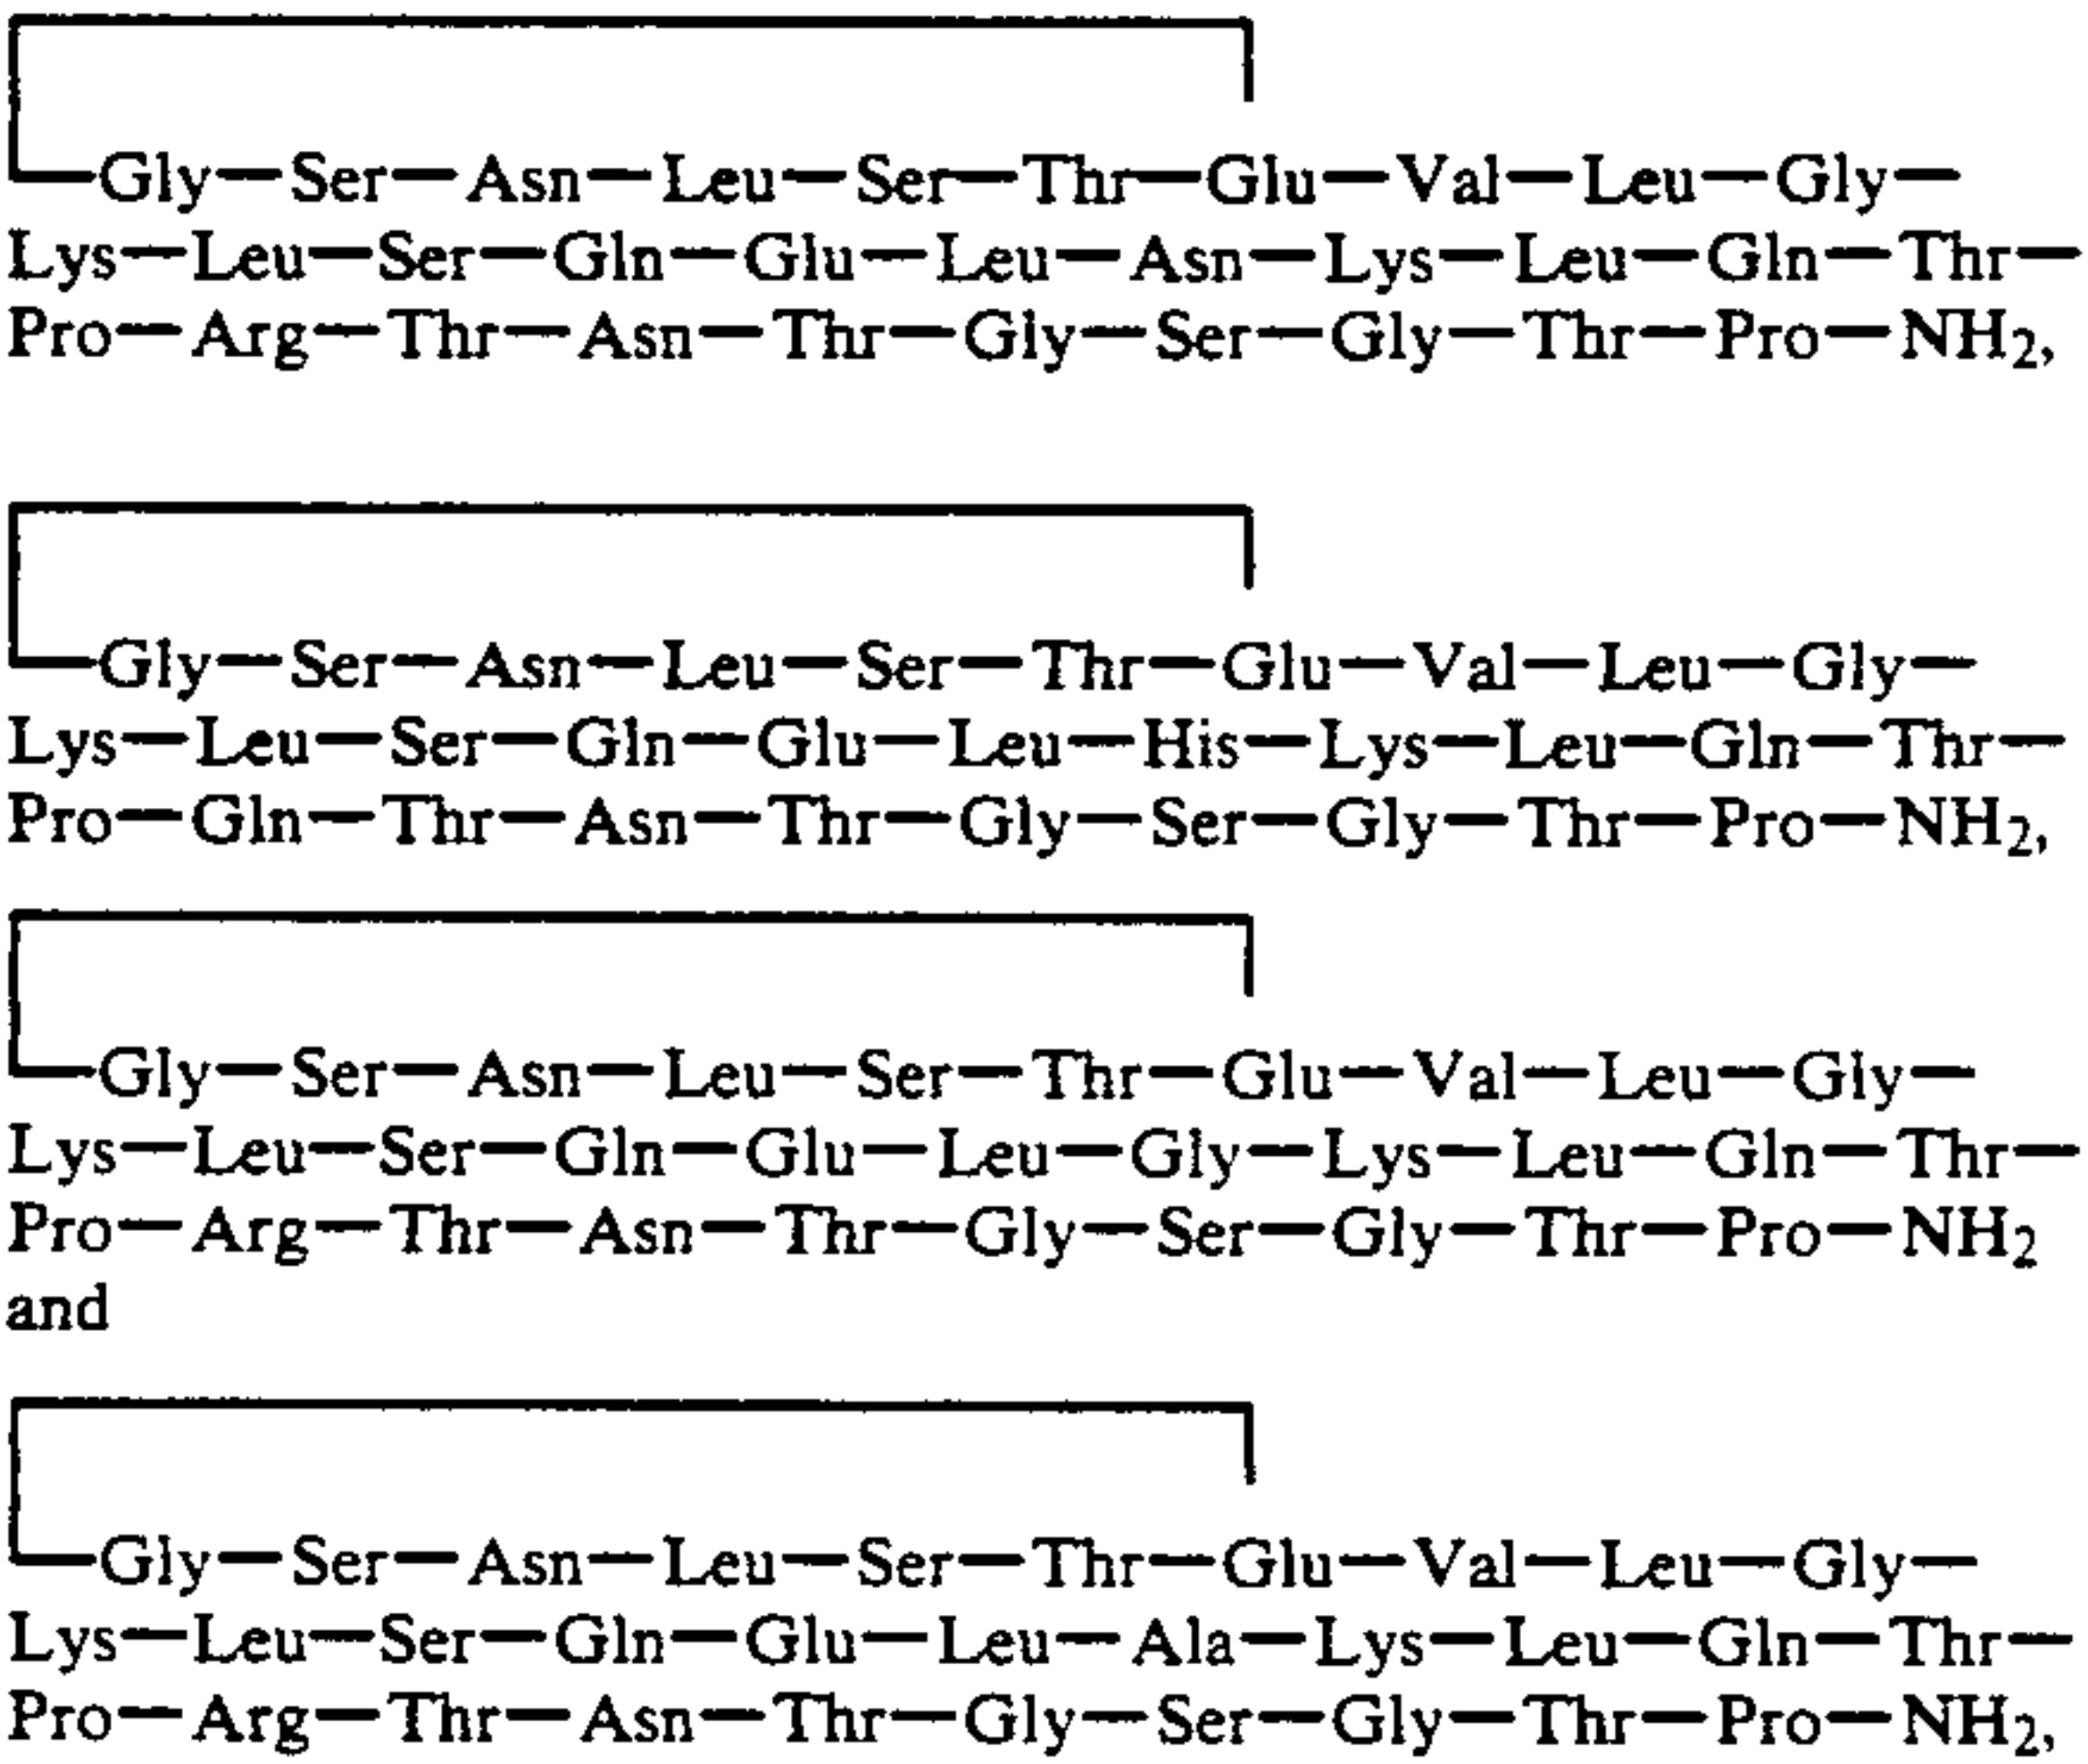 Gly—Ser—Asn—Leu—Ser—Thr—Glu—Val—Leu—Gly—
Lys—Leu—Ser—Gln—Glu—Leu—Asn—Lys—Leu—Gln—Thr—
Pro—Arg—Thr—Asn—Thr—Gly—Ser—Gly—Thr—Pro—NH₂,
Gly—Ser—Asn—Leu—Ser—Thr—Glu—Val—Leu—Gly—
Lys—Leu—Ser—Gln—Glu—Leu—His—Lys—Leu—Gln—Thr—
Pro—Gln—Thr—Asn—Thr—Gly—Ser—Gly—Thr—Pro—NH₂,
Gly—Ser—Asn—Leu—Ser—Thr—Glu—Val—Leu—Gly—
Lys—Leu—Ser—Gln—Glu—Leu—Gly—Lys—Leu—Gln—Thr—
Pro—Arg—Thr—Asn—Thr—Gly—Ser—Gly—Thr—Pro—NH₂
and
Gly—Ser—Asn—Leu—Ser—Thr—Glu—Val—Leu—Gly—
Lys—Leu—Ser—Gln—Glu—Leu—Ala—Lys—Leu—Gln—Thr—
Pro—Arg—Thr—Asn—Thr—Gly—Ser—Gly—Thr—Pro—NH₂,